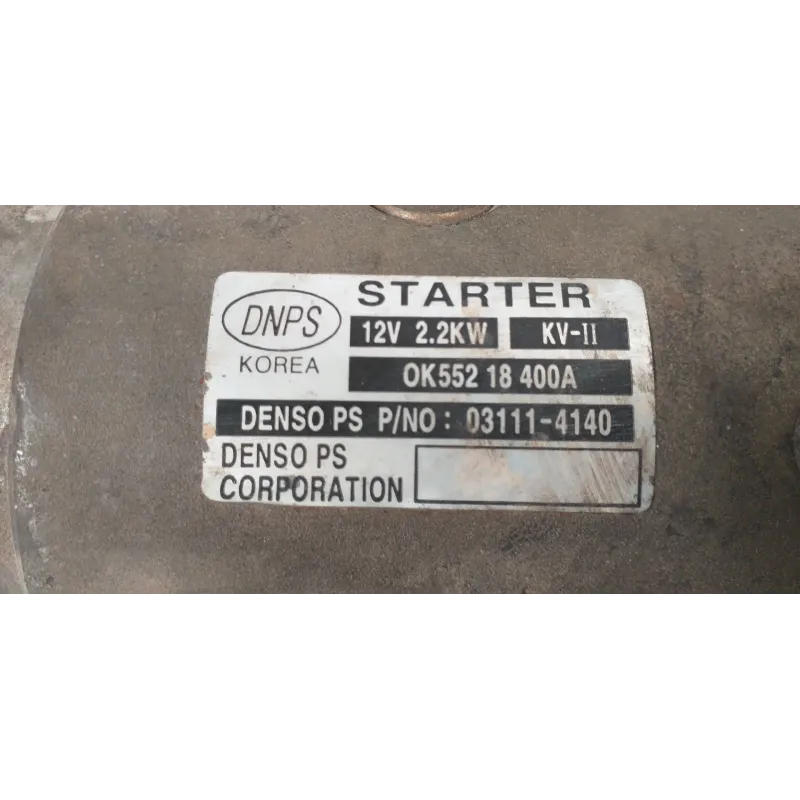 STARTER
DNPS
KOREA
12V 2.2KW KV-II
OK552 18 400A
DENSO PS P/NO : 03111-4140
DENSO PS
CORPORATION